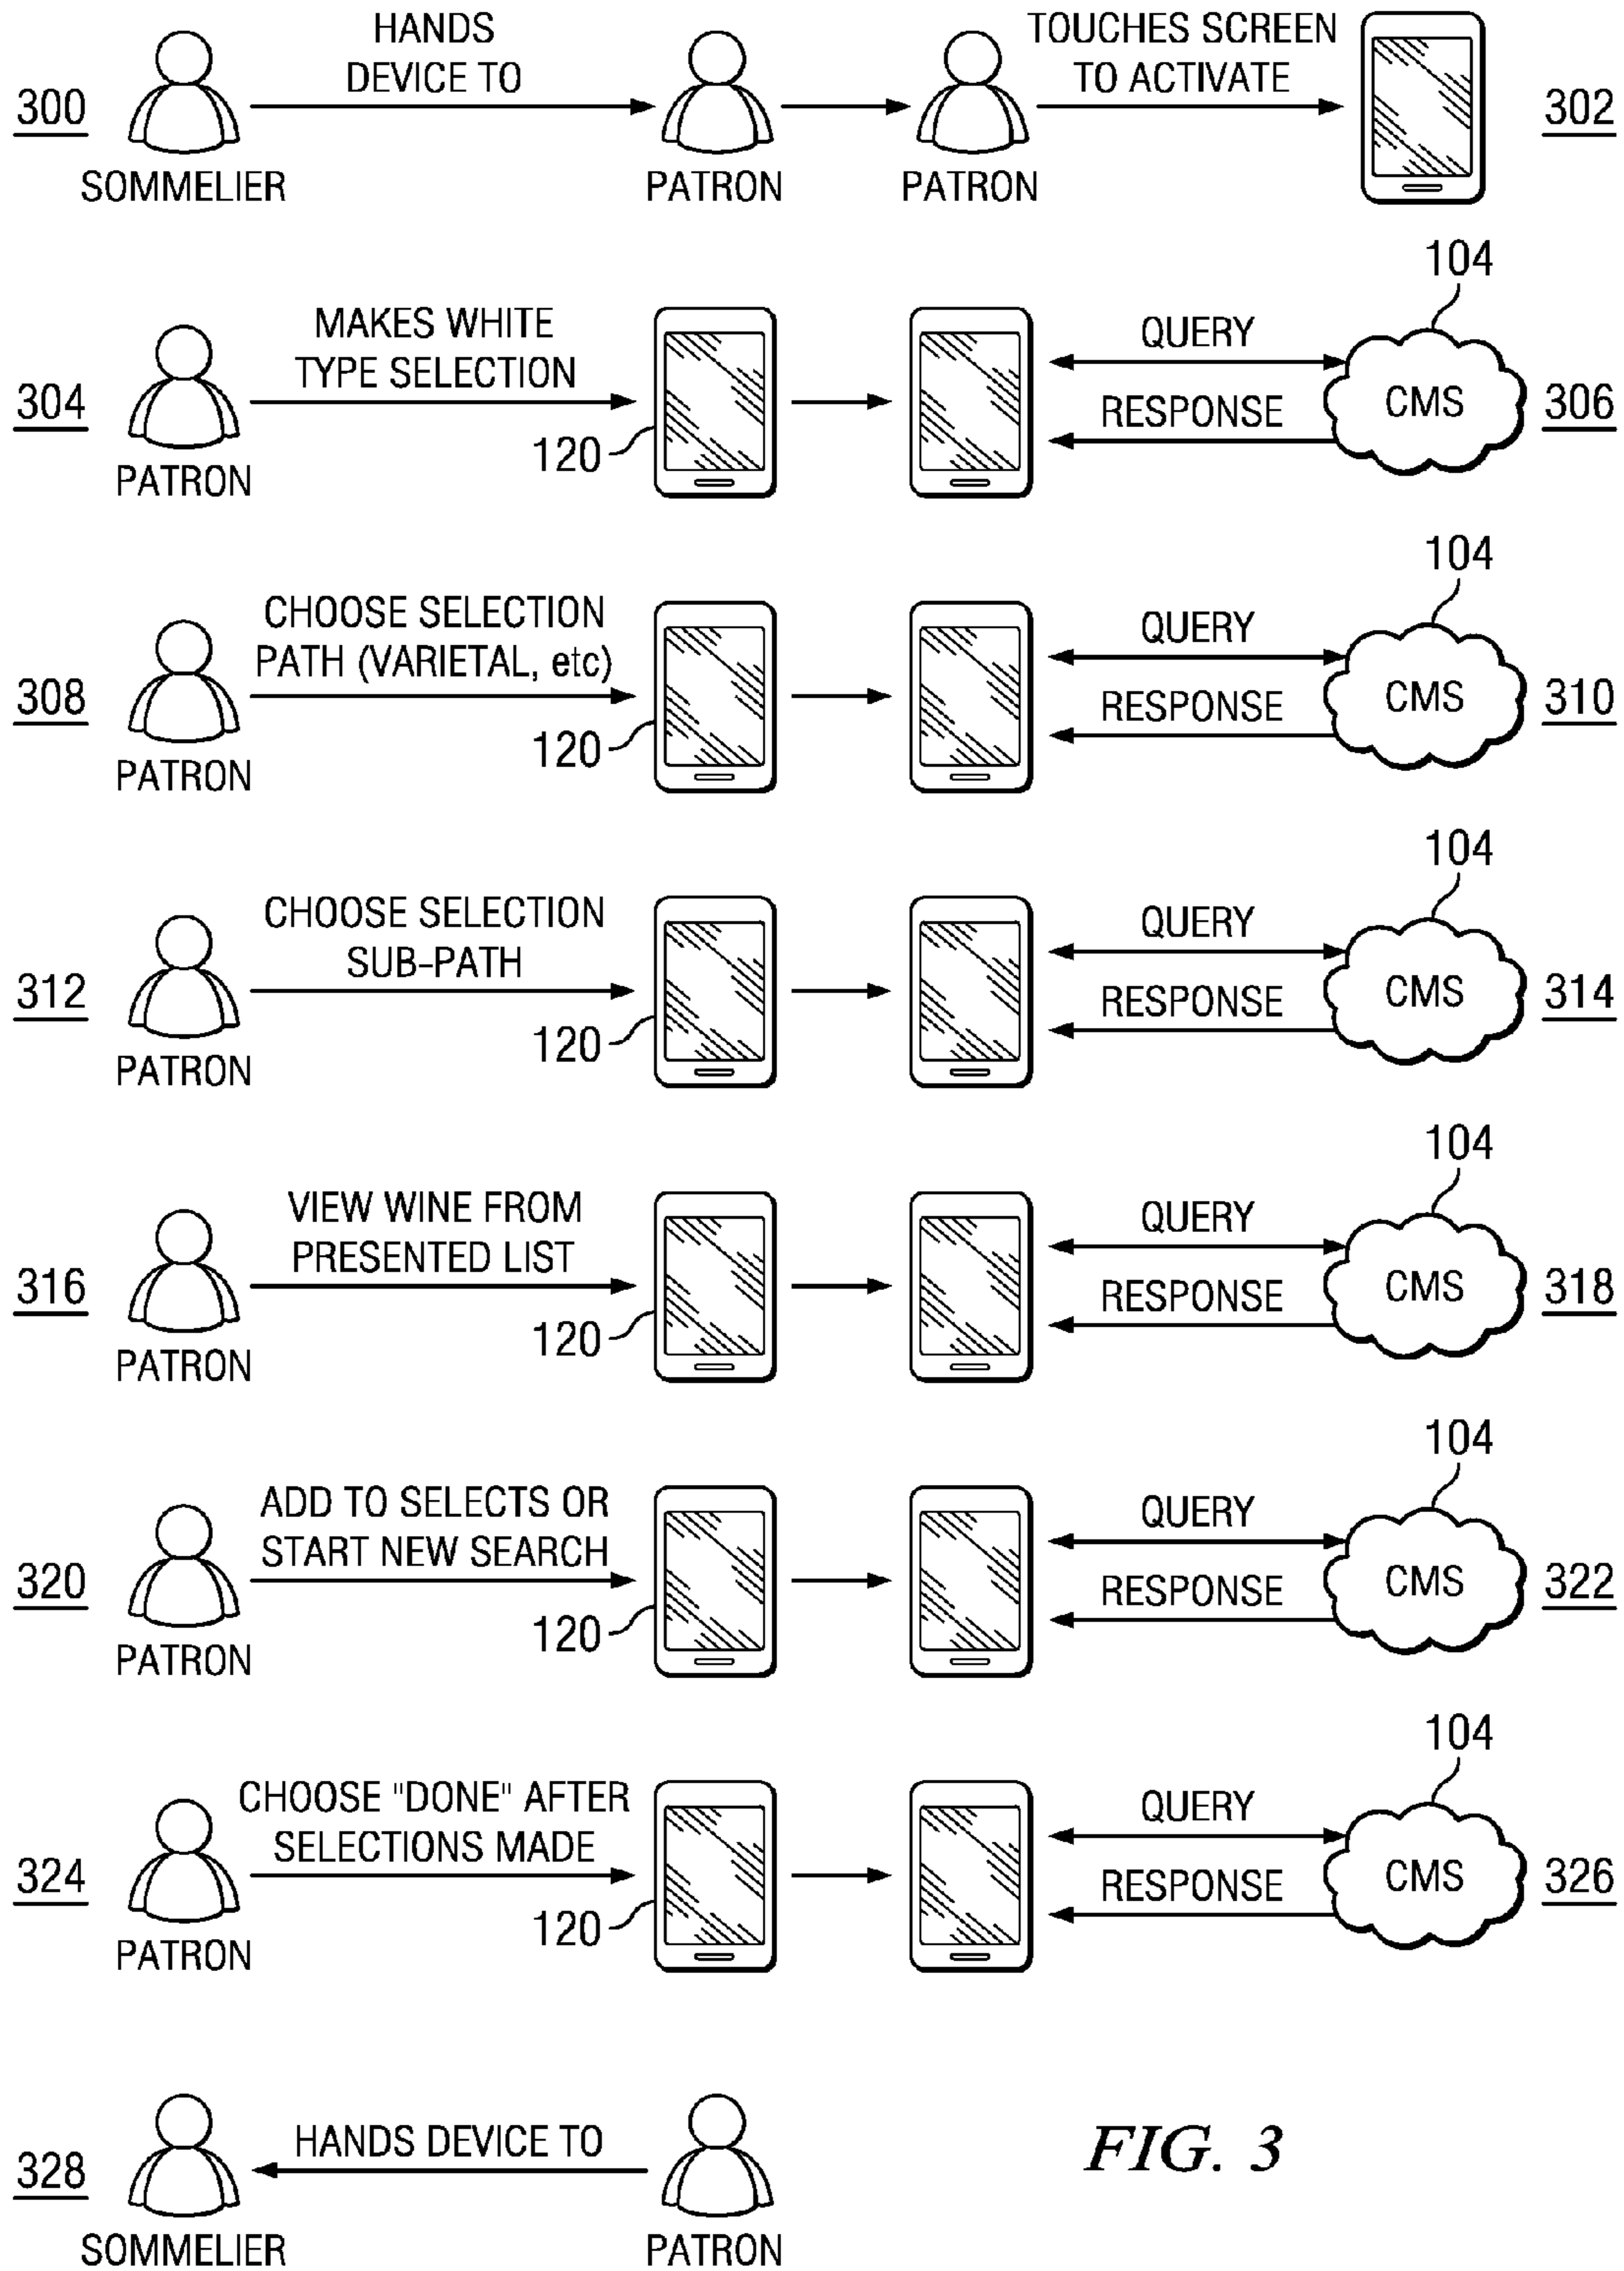 HANDS
DEVICE TO
TOUCHES SCREEN
TO ACTIVATE
300
302
SOMMELIER
PATRON
PATRON
104
MAKES WHITE
TYPE SELECTION
QUERY
304
120
RESPONSE
CMS
306
PATRON
104
CHOOSE SELECTION
PATH (VARIETAL, etc)
QUERY
308
120
RESPONSE
CMS
310
PATRON
104
CHOOSE SELECTION
SUB-PATH
QUERY
312
120
RESPONSE
CMS
314
PATRON
104
VIEW WINE FROM
PRESENTED LIST
QUERY
316
120
RESPONSE
CMS
318
PATRON
104
ADD TO SELECTS OR
START NEW SEARCH
QUERY
320
120
RESPONSE
CMS
322
PATRON
104
CHOOSE "DONE" AFTER
SELECTIONS MADE
QUERY
324
120
RESPONSE
CMS
326
PATRON
HANDS DEVICE TO
328
SOMMELIER
PATRON
FIG. 3